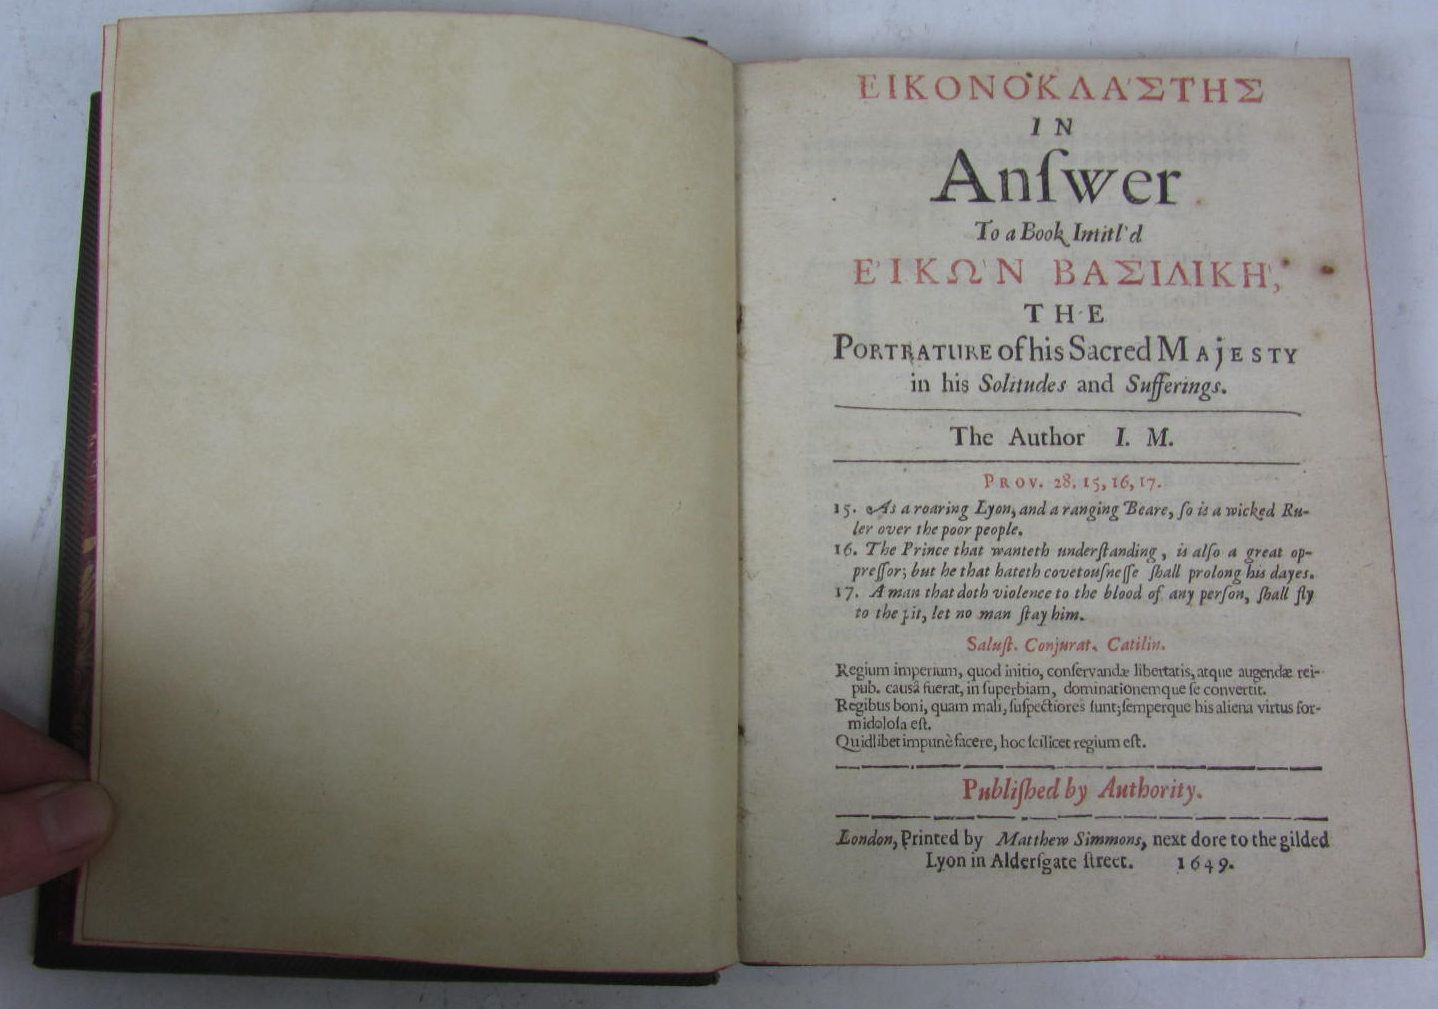 ΕΙΚΟΝΟ΄ΚΛΑ΄ΣΤΗΣ
IN
Anſwer
To a Book Intitl'd
Ε᾿ΙΚΩ῾Ν ΒΑΣΙΛΙΚῊ,
THE
PORTRATURE of his Sacred MAJESTY
in his Solitudes and Sufferings.
The Author I. M.
PROV. 28. 15, 16, 17.
15. As a roaring Lyon, and a ranging Beare, ſo is a wicked Ru-
ler over the poor people.
16. The Prince that wanteth underſtanding, is alſo a great op-
preſſor; but he that hateth covetouſneſſe ſhall prolong his dayes.
17. A man that doth violence to the blood of any perſon, ſhall fly
to the pit, let no man ſtay him.
Saluſt. Conjurat. Catilin.
Regium imperium, quod initio, conſervandæ libertatis, atque augendæ rei-
pub. causâ fuerat, in ſuperbiam, dominationemque ſe convertit.
Regibus boni, quam mali, ſuſpectiores ſunt; ſemperque his aliena virtus for-
midoloſa eſt.
Quidlibet impunè facere, hoc ſcilicet regium eſt.
Publiſhed by Authority.
London, Printed by Matthew Simmons, next dore to the gilded
Lyon in Alderſgate ſtreet. 1649.